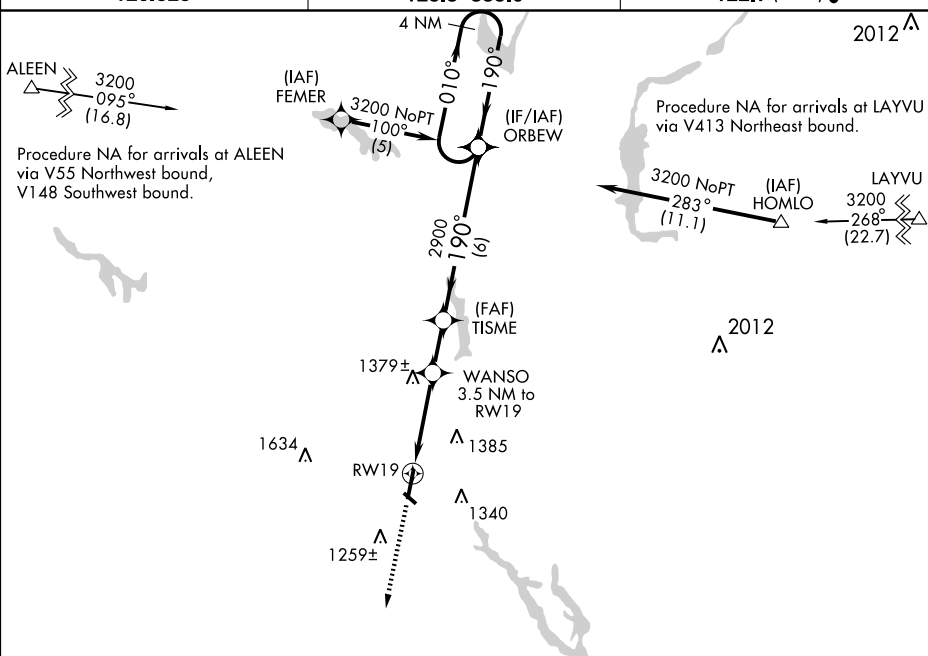 4 NM
2012
ALEEN
3200
095°
(16.8)
(IAF)
FEMER
3200 NoPT
100°
(5)
010°
190°
(IF/IAF)
ORBEW
Procedure NA for arrivals at LAYVU
via V413 Northeast bound.
Procedure NA for arrivals at ALEEN
via V55 Northwest bound,
V148 Southwest bound.
3200 NoPT
283°
(11.1)
(IAF)
HOMLO
LAYVU
3200
268°
(22.7)
2900
190°
(6)
(FAF)
TISME
2012
1379±
WANSO
3.5 NM to
RW19
1634
1385
RW19
1340
1259±